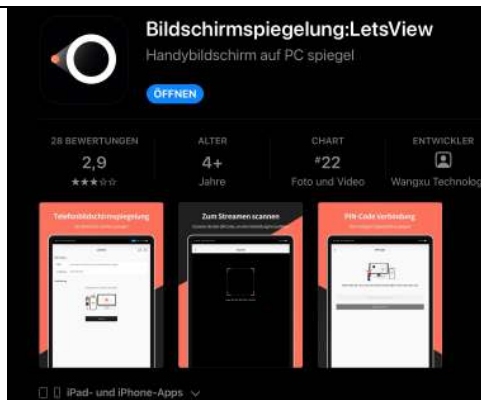 Bildschirmspiegelung:LetsView
Handybildschirm auf PC spiegel
ÖFFNEN
28 BEWERTUNGEN
ALTER
CHART
ENTWICKLER
2,9
4+
#22
Jahre
Foto und Video
Wangxu Technolog
Telefonbildschirmspiegelung
Zum Streamen scannen
PIN-Code Verbindung
iPad- und iPhone-Apps